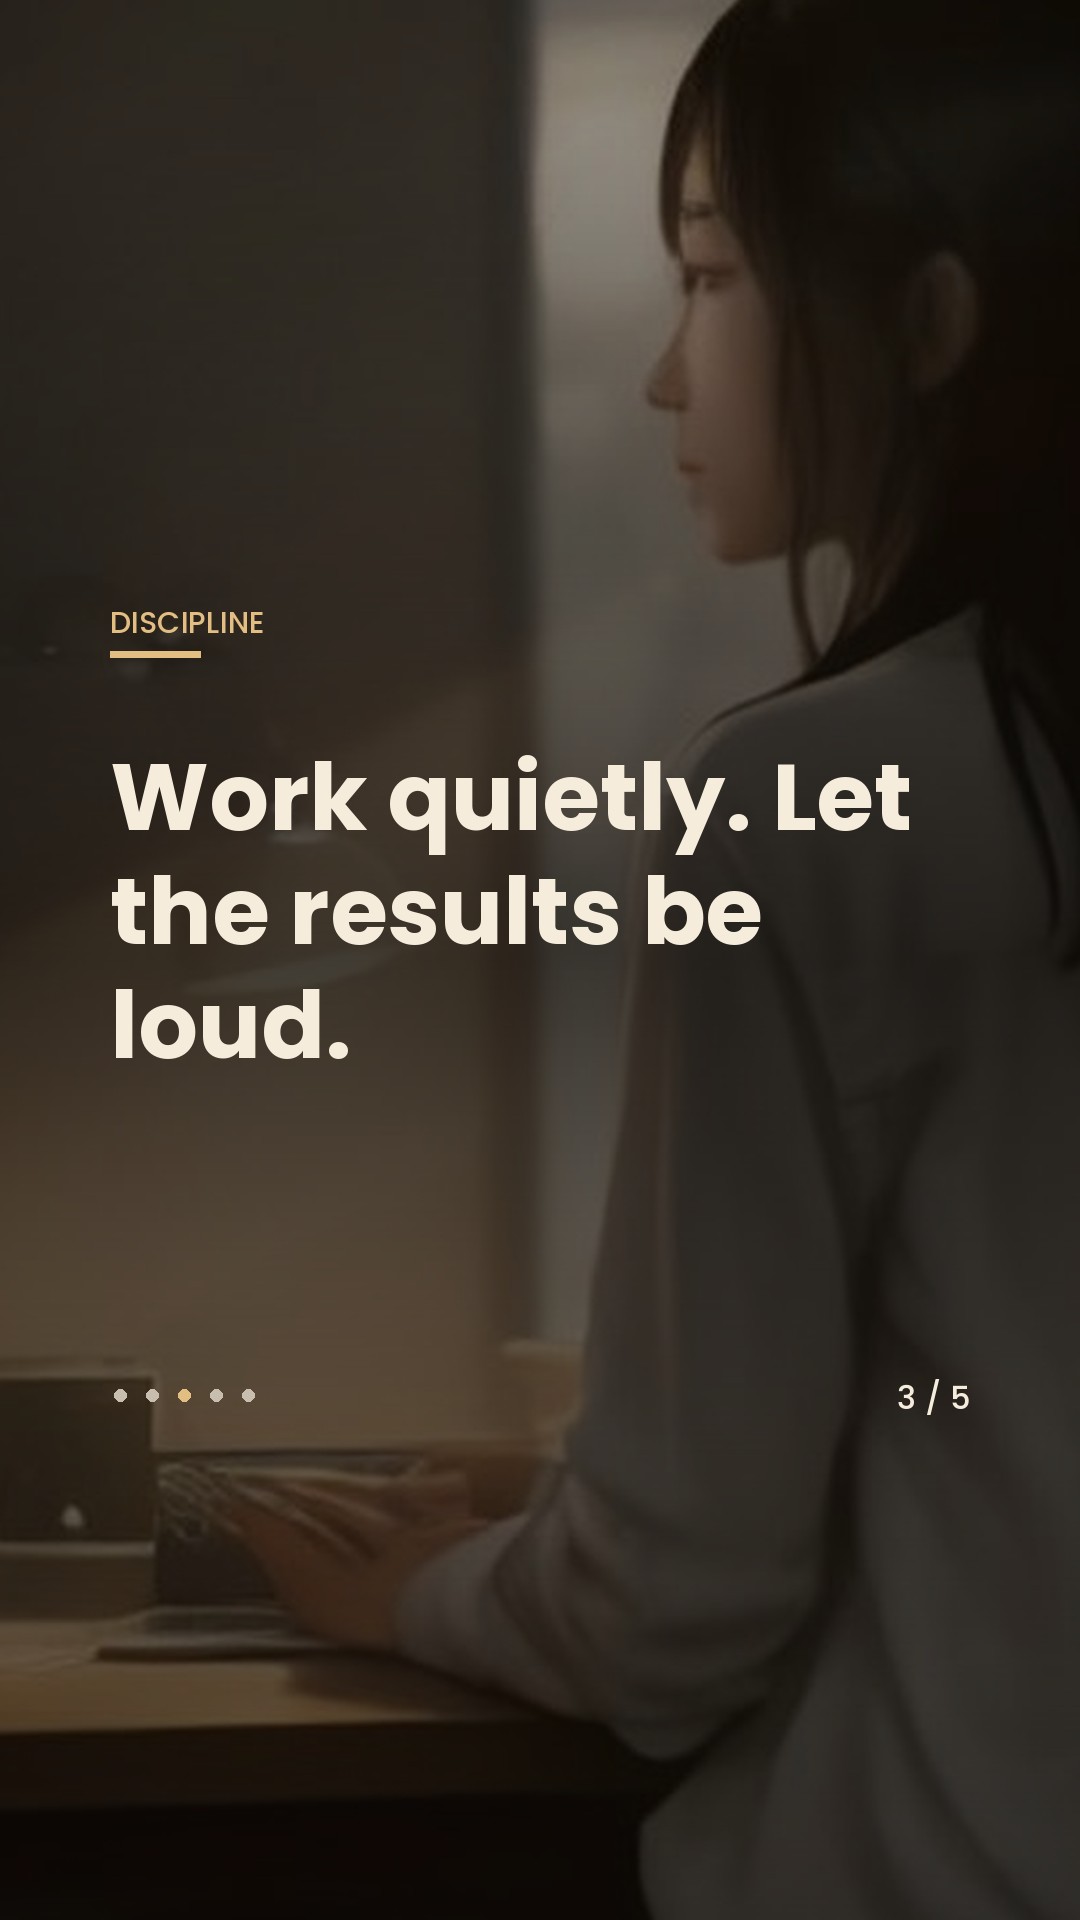 DISCIPLINE
Work quietly. Let
the results be
loud.
3 / 5